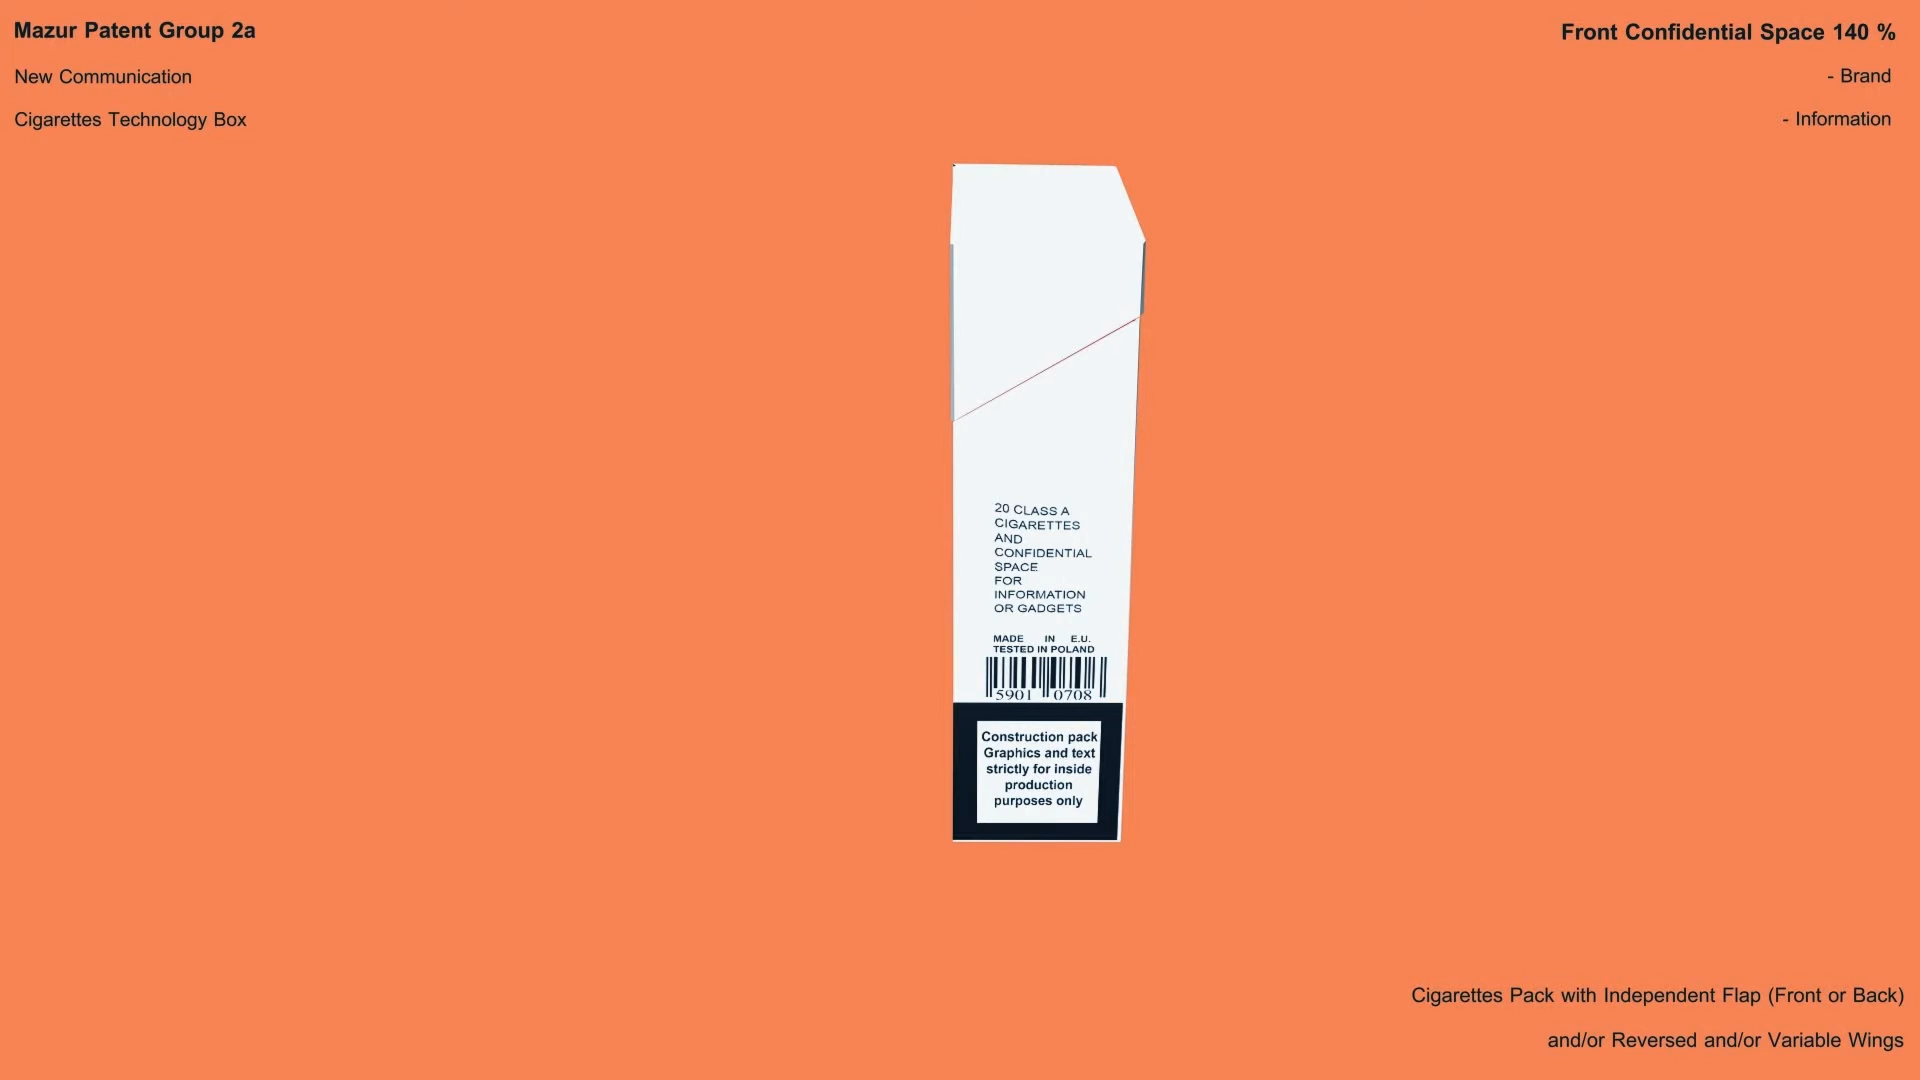 Mazur Patent Group 2a
New Communication
Cigarettes Technology Box
Front Confidential Space 140 %
- Brand
- Information
20 CLASS A
CIGARETTES
AND
CONFIDENTIAL
SPACE
FOR
INFORMATION
OR GADGETS
MADE IN E.U.
TESTED IN POLAND
5901 0708
Construction pack
Graphics and text
strictly for inside
production
purposes only
Cigarettes Pack with Independent Flap (Front or Back)
and/or Reversed and/or Variable Wings